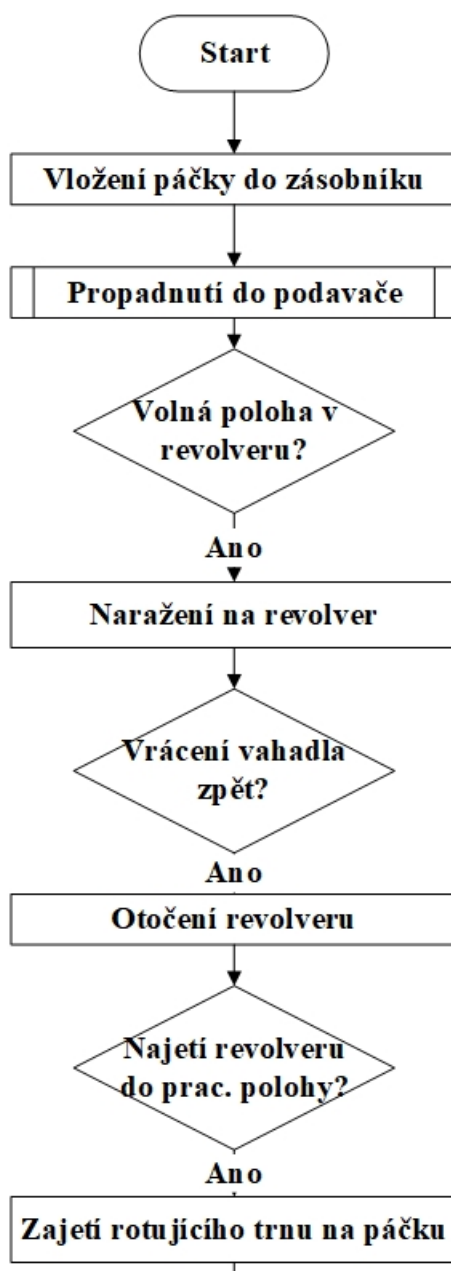 Start
Vložení páčky do zásobníku
Propadnutí do podavače
Volná poloha v
revolveru?
Ano
Naražení na revolver
Vrácení vahadla
zpět?
Ano
Otočení revolveru
Najetí revolveru
do prac. polohy?
Ano
Zajetí rotujícího trnu na páčku